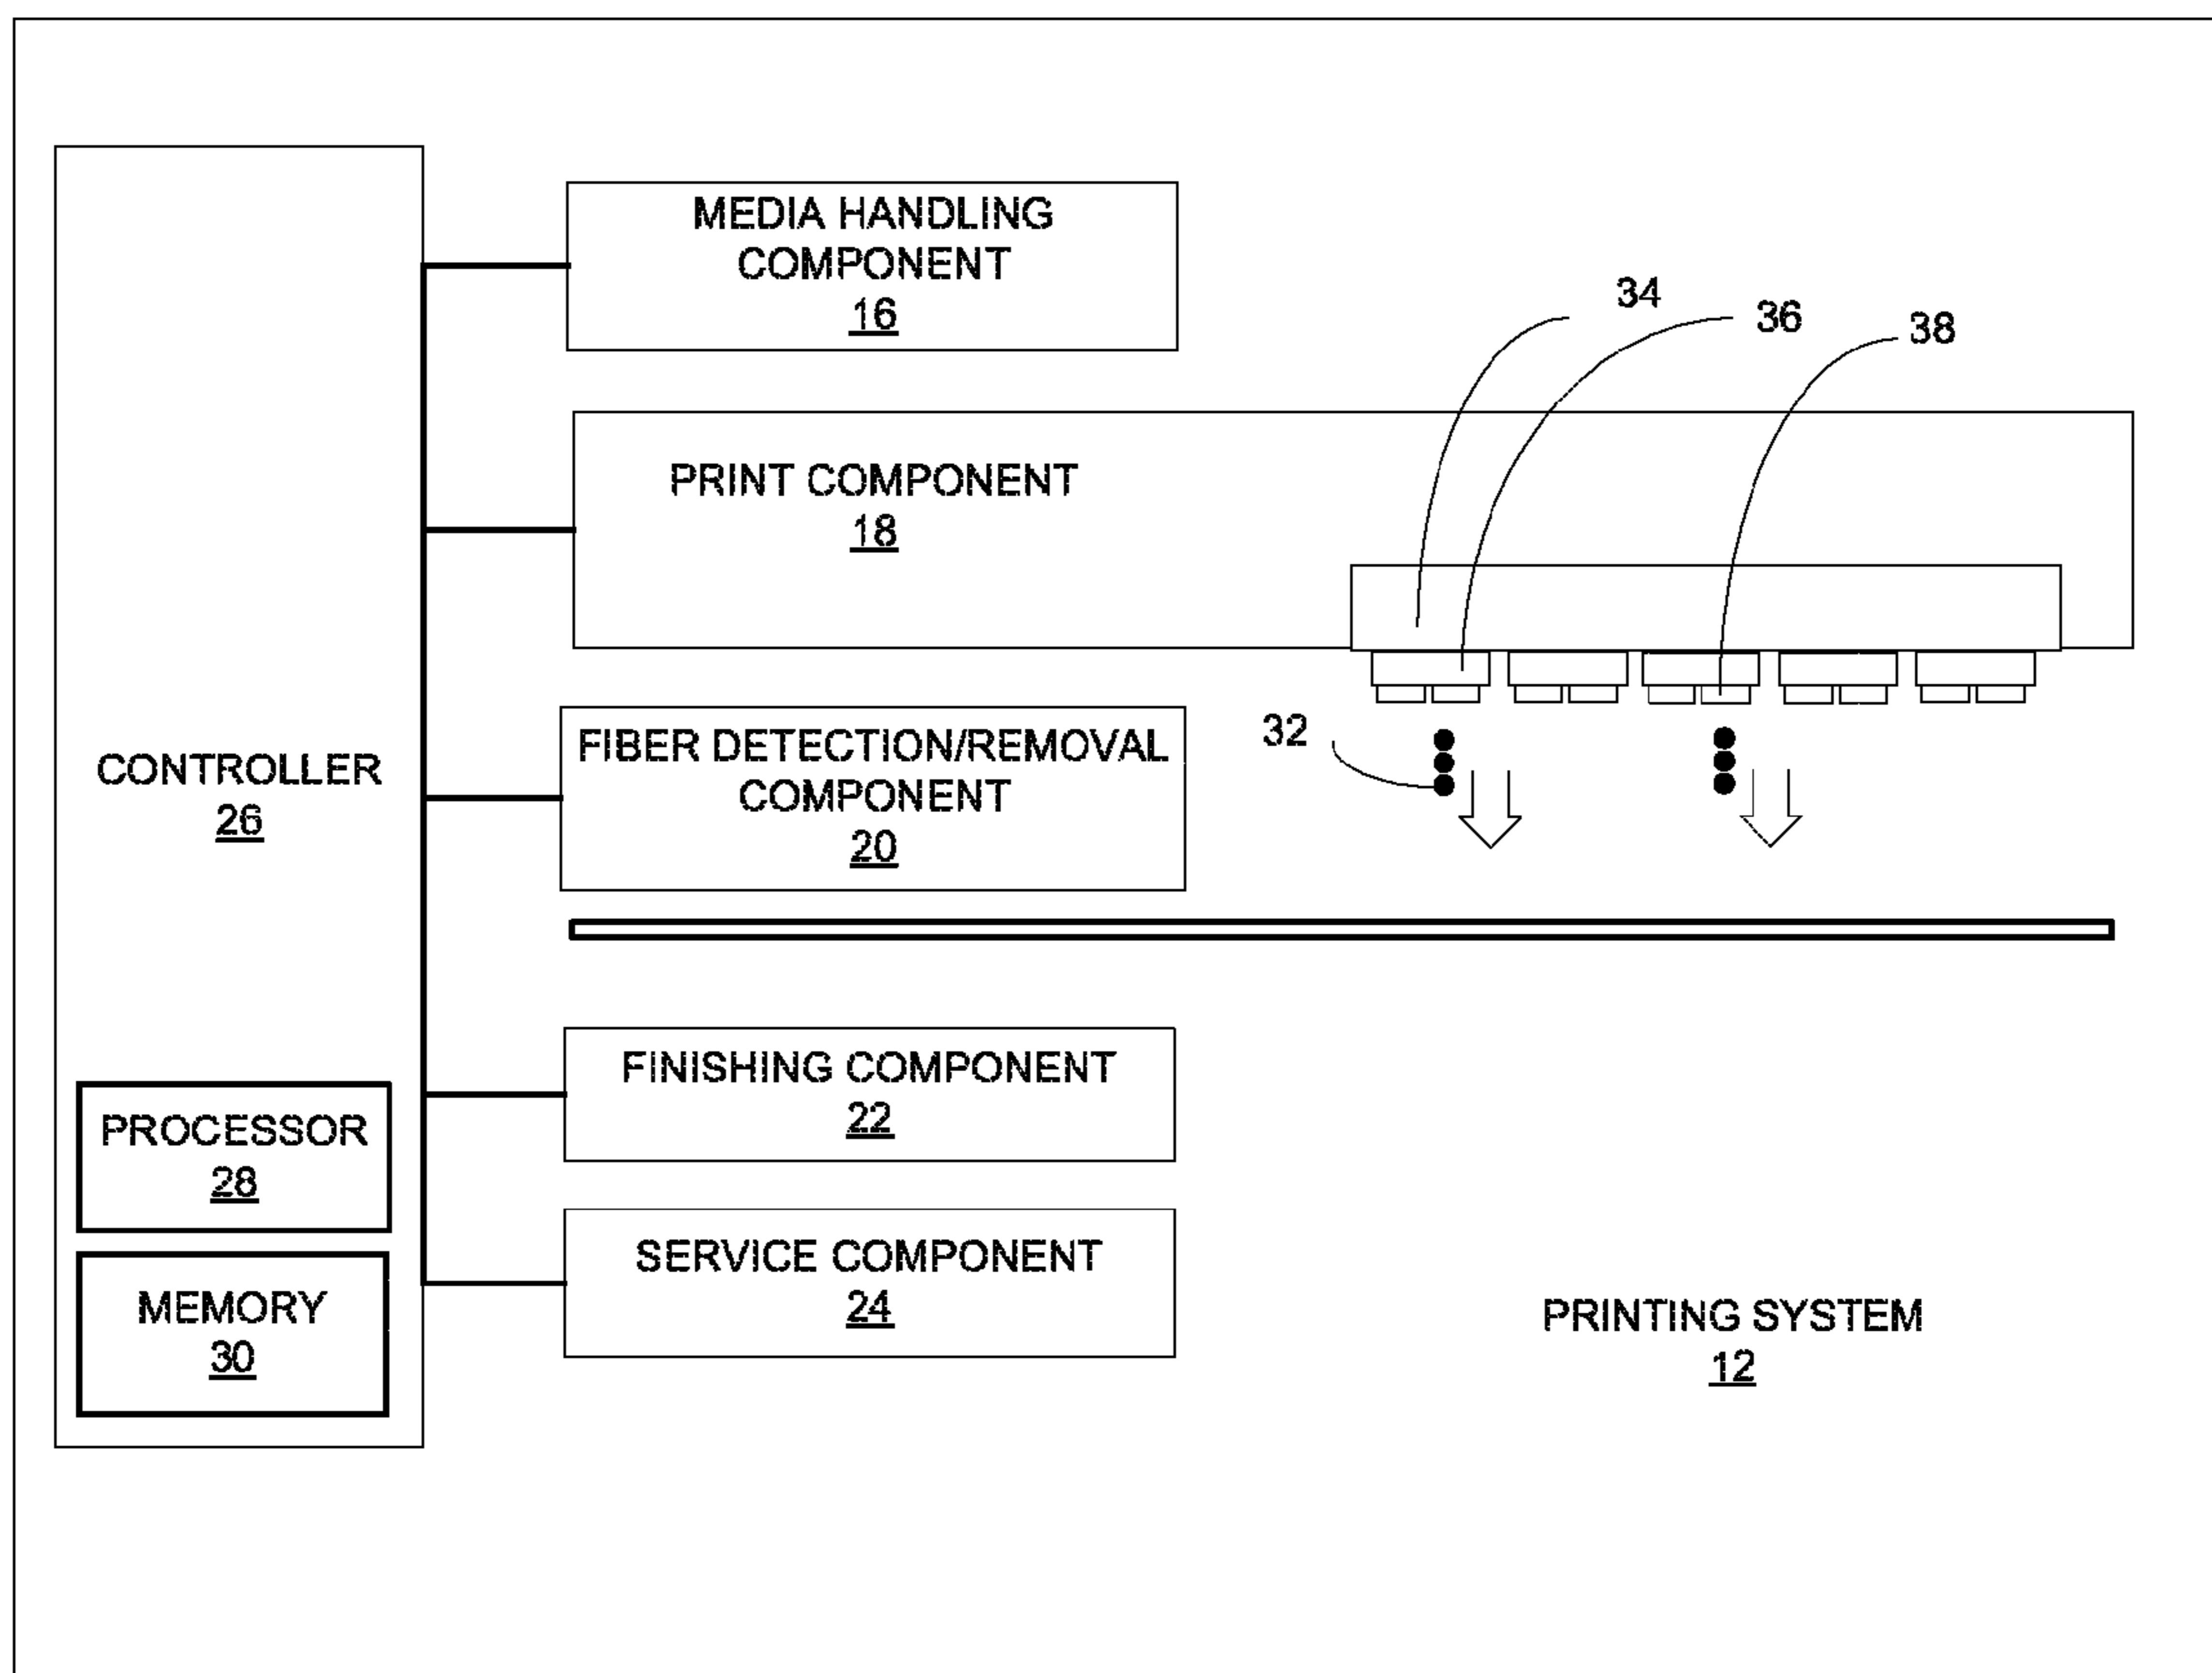 MEDIA HANDLING
COMPONENT
16
34
36
38
PRINT COMPONENT
18
FIBER DETECTION/REMOVAL
COMPONENT
20
32
CONTROLLER
26
FINISHING COMPONENT
22
PROCESSOR
28
SERVICE COMPONENT
24
MEMORY
30
PRINTING SYSTEM
12